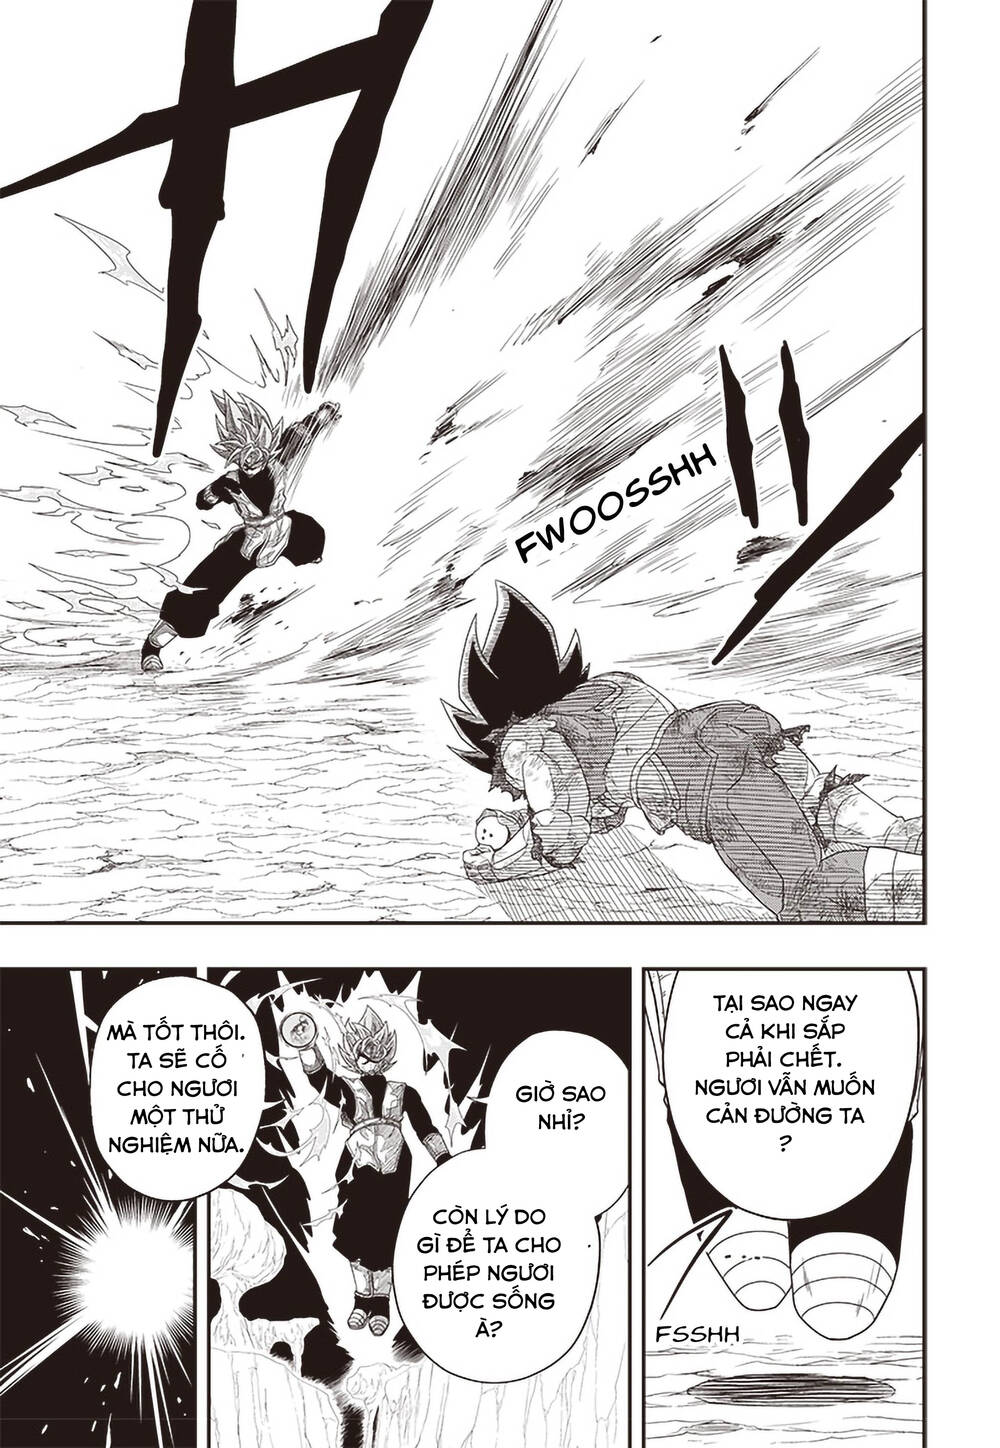 FWOOSSHH
TẠI SAO NGAY
CẢ KHI SẮP
PHẢI CHẾT.
NGƯƠI VẪN MUỐN
CẢN ĐƯỜNG TA
?
FSSHH
GIỜ SAO
NHỈ?
CÒN LÝ DO
GÌ ĐỂ TA CHO
PHÉP NGƯƠI
ĐƯỢC SỐNG
À?
MÀ TỐT THÔI.
TA SẼ CỐ
CHO NGƯƠI
MỘT THỬ
NGHIỆM NỮA.